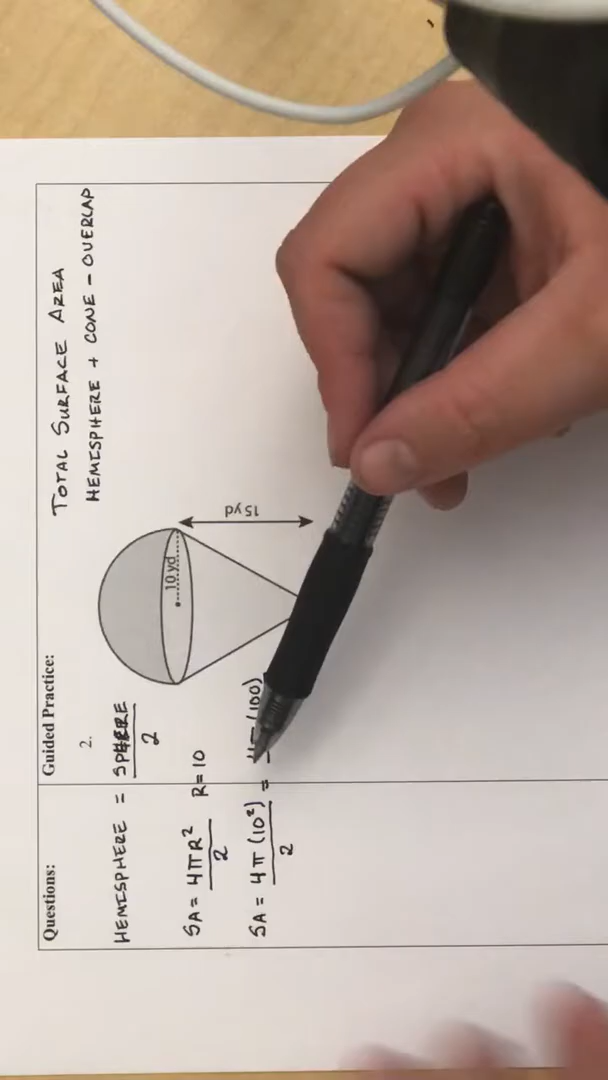 Questions:
Guided Practice:
TOTAL SURFACE AREA
2.
HEMISPHERE + CONE - OVERLAP
HEMISPHERE = SPHERE
2
10 yd
15 yd
SA = 4πR² R=10
2
SA = 4π(10²) = 4π(100)
2